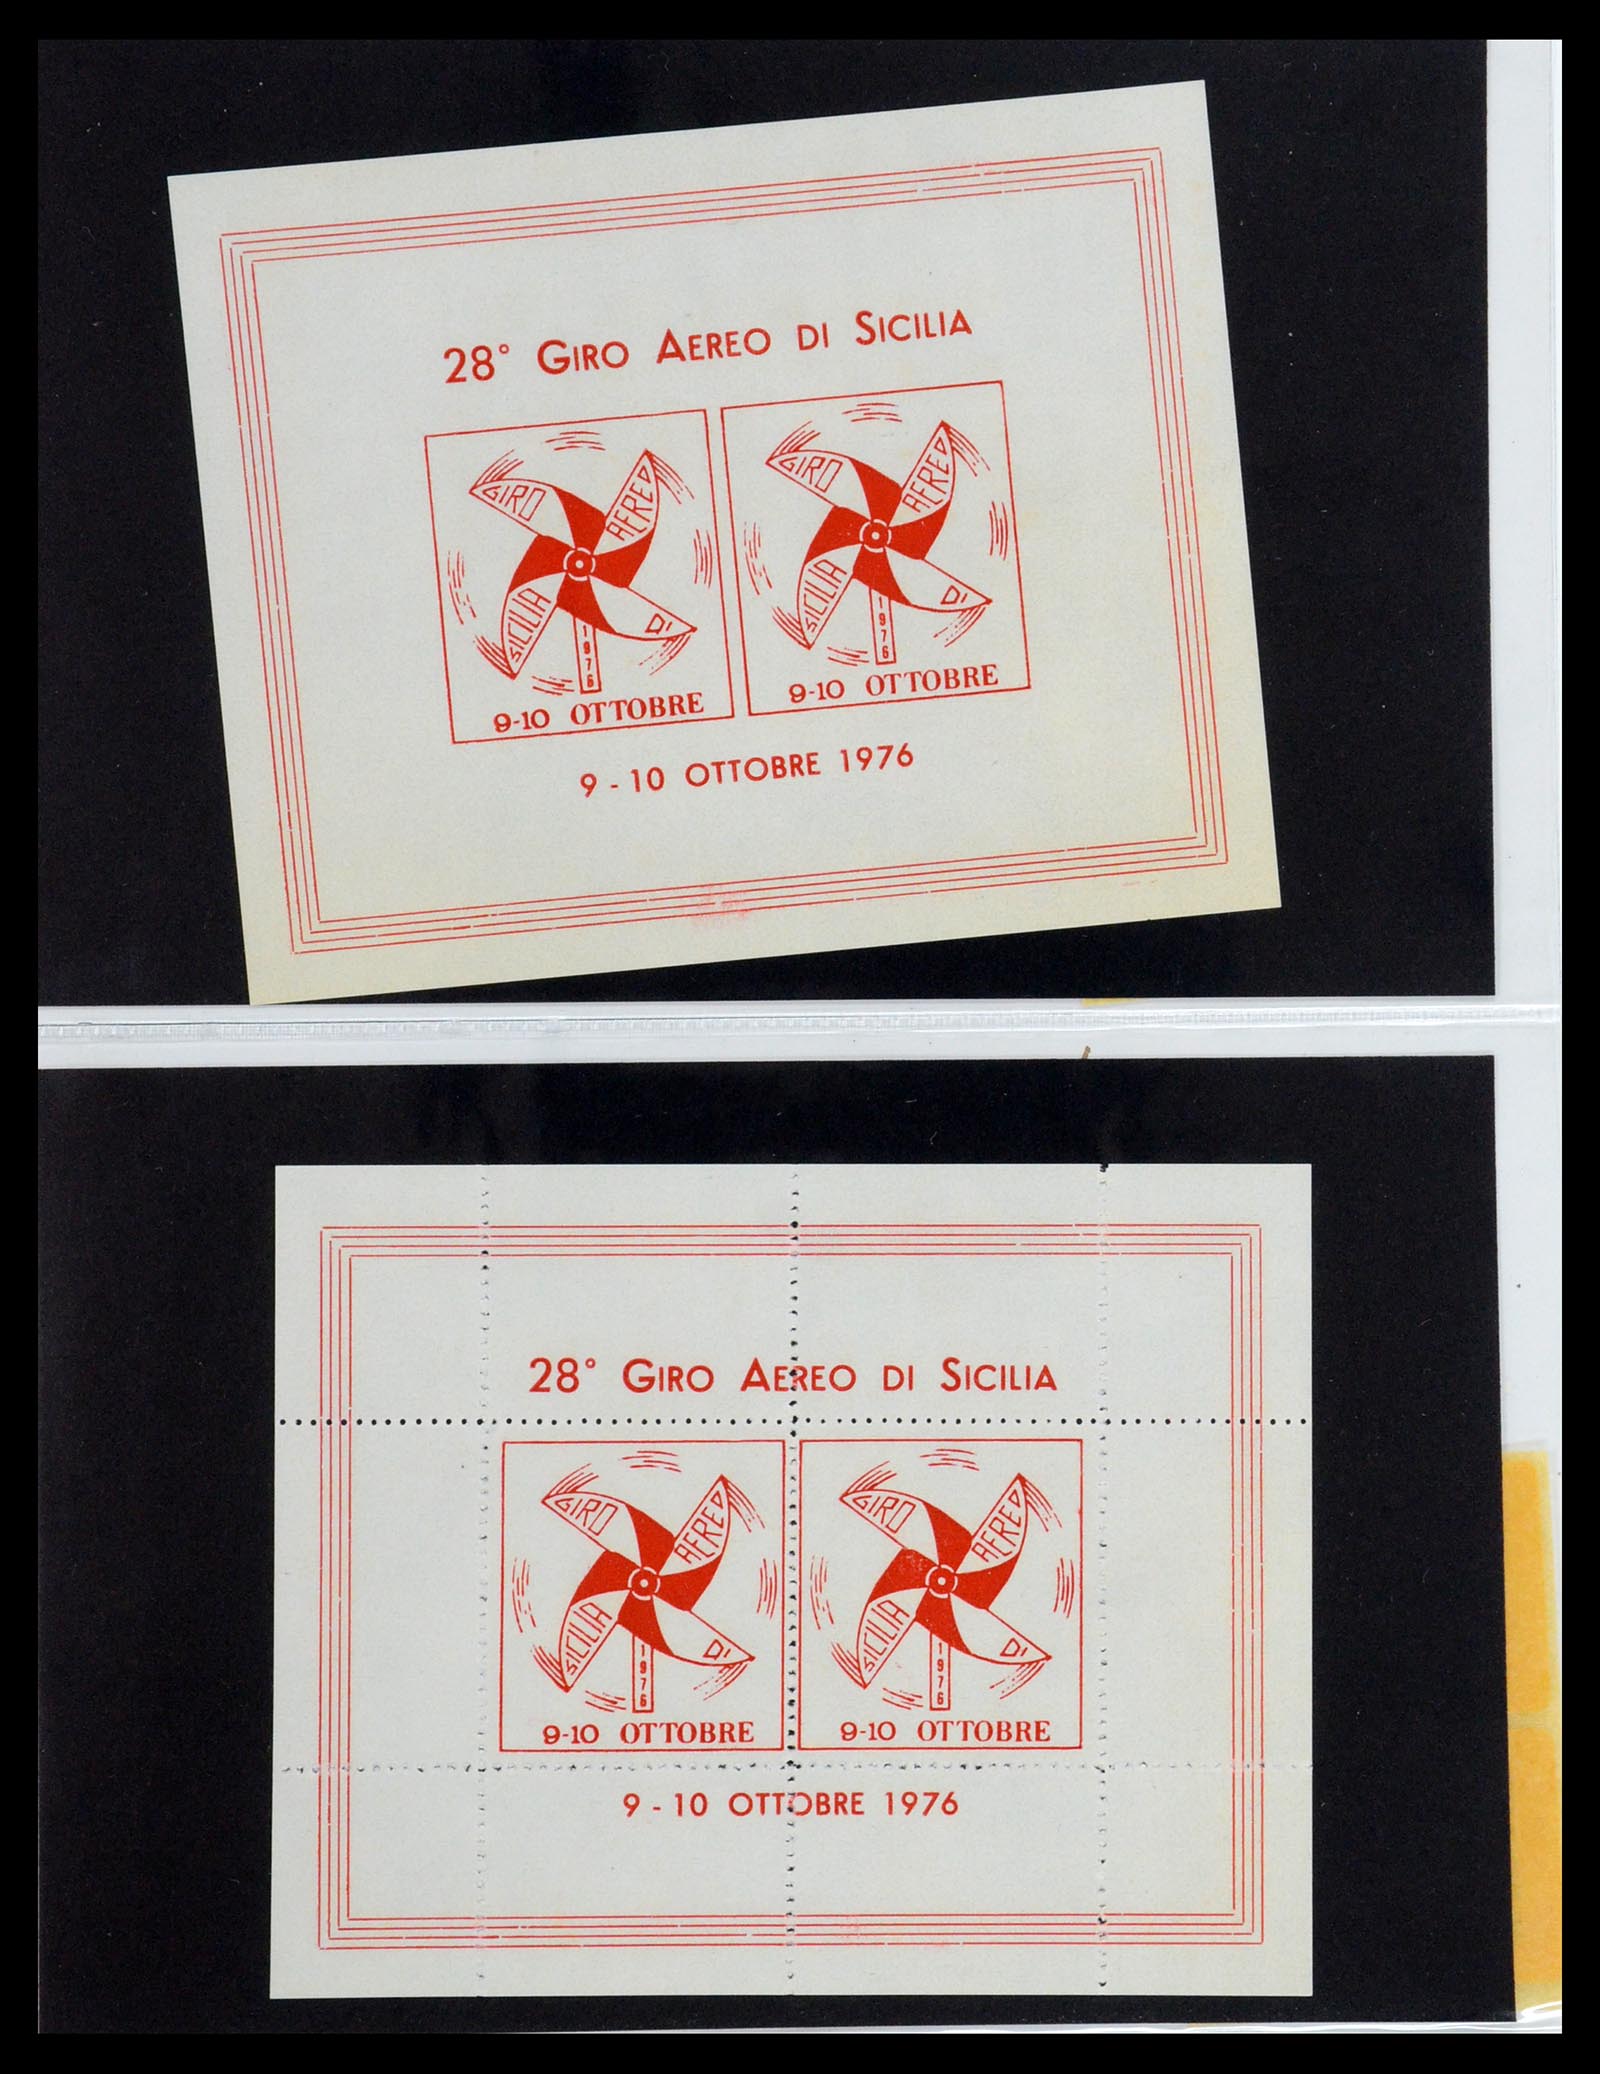 28° GIRO AEREO DI SICILIA
GIRO AEREO DI SICILIA
1976
9-10 OTTOBRE
GIRO AEREO DI SICILIA
1976
9-10 OTTOBRE
9 - 10 OTTOBRE 1976
28° GIRO AEREO DI SICILIA
GIRO AEREO DI SICILIA
1976
9-10 OTTOBRE
GIRO AEREO DI SICILIA
1976
9-10 OTTOBRE
9 - 10 OTTOBRE 1976